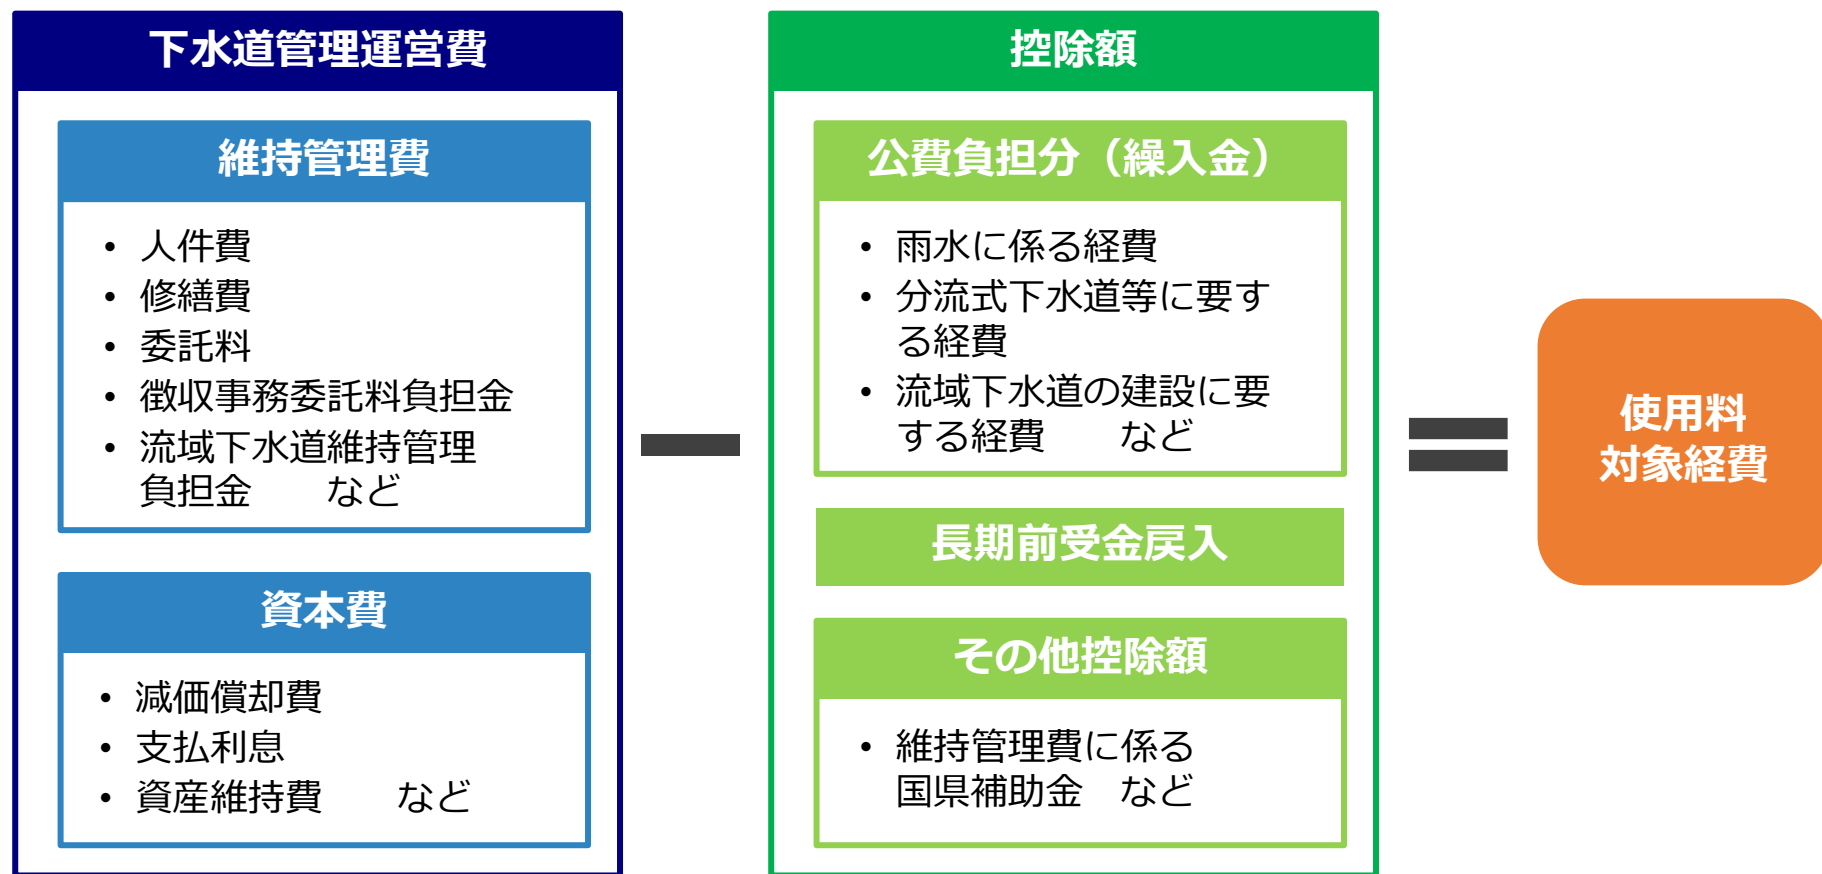 下水道管理運営費
維持管理費
• 人件費
• 修繕費
• 委託料
• 徴収事務委託料負担金
• 流域下水道維持管理
負担金　　など
資本費
• 減価償却費
• 支払利息
• 資産維持費　　など
控除額
公費負担分（繰入金）
• 雨水に係る経費
• 分流式下水道等に要す
る経費
• 流域下水道の建設に要
する経費　　など
長期前受金戻入
その他控除額
• 維持管理費に係る
国県補助金　など
使用料
対象経費